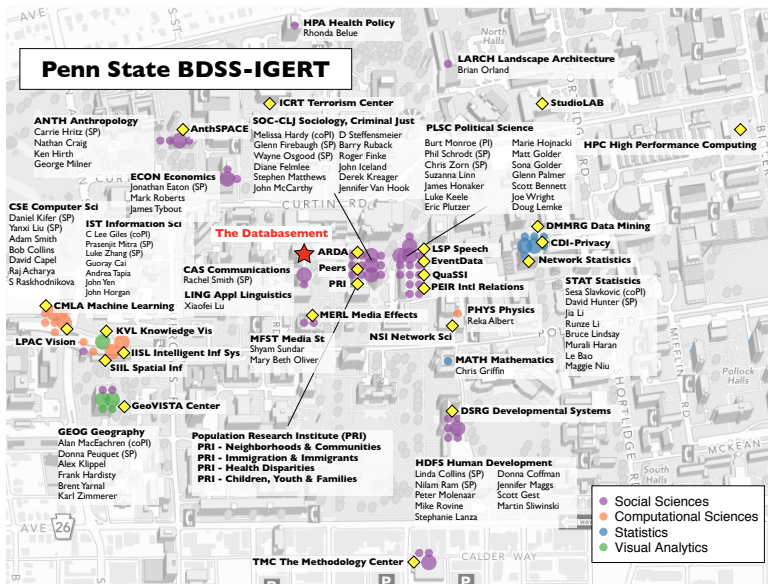 HPA Health Policy
Rhonda Belue
North
Halls
LARCH Landscape Architecture
Brian Orland
Penn State BDSS-IGERT
ICRT Terrorism Center
StudioLAB
ANTH Anthropology
Carrie Hritz (SP)
Nathan Craig
Ken Hirth
George Milner
AnthSPACE
SOC-CLJ Sociology, Criminal Just
Melissa Hardy (coPI)
Glenn Firebaugh (SP)
Wayne Osgood (SP)
Diane Felmlee
Stephen Matthews
John McCarthy
D Steffensmeier
Barry Ruback
Roger Finke
John Iceland
Derek Kreager
Jennifer Van Hook
PLSC Political Science
Burt Monroe (PI)
Phil Schrodt (SP)
Chris Zorn (SP)
Suzanna Linn
James Honaker
Luke Keele
Eric Plutzer
Marie Hojnacki
Matt Golder
Sona Golder
Glenn Palmer
Scott Bennett
Joe Wright
Doug Lemke
HPC High Performance Computing
ECON Economics
Jonathan Eaton (SP)
Mark Roberts
James Tybout
CURTIN RD
CSE Computer Sci
Daniel Kifer (SP)
Yanxi Liu (SP)
Adam Smith
Bob Collins
David Capel
Raj Acharya
S Raskhodnikova
IST Information Sci
C Lee Giles (coPI)
Prasenjit Mitra (SP)
Luke Zhang (SP)
Guoray Cai
Andrea Tapia
John Yen
John Horgan
The Databasement
ARDA
Peers
PRI
CAS Communications
Rachel Smith (SP)
LING Appl Linguistics
Xiaofei Lu
LSP Speech
EventData
QuaSSI
PEIR Intl Relations
DMMRG Data Mining
CDI-Privacy
Network Statistics
STAT Statistics
Sesa Slavkovic (coPI)
David Hunter (SP)
Jia Li
Runze Li
Bruce Lindsay
Murali Haran
Le Bao
Maggie Niu
CMLA Machine Learning
LPAC Vision
KVL Knowledge Vis
IISL Intelligent Inf Sys
SIIL Spatial Inf
MERL Media Effects
MFST Media St
Shyam Sundar
Mary Beth Oliver
PHYS Physics
Reka Albert
NSI Network Sci
MATH Mathematics
Chris Griffin
Pollock
Halls
GeoVISTA Center
DSRG Developmental Systems
GEOG Geography
Alan MacEachren (coPI)
Donna Peuquet (SP)
Alex Klippel
Frank Hardisty
Brent Yarnal
Karl Zimmerer
Population Research Institute (PRI)
PRI - Neighborhoods & Communities
PRI - Immigration & Immigrants
PRI - Health Disparities
PRI - Children, Youth & Families
HDFS Human Development
Linda Collins (SP)
Nilam Ram (SP)
Peter Molenaar
Mike Rovine
Stephanie Lanza
Donna Coffman
Jennifer Maggs
Scott Gest
Martin Sliwinski
South
Halls
MCKEAN
Social Sciences
Computational Sciences
Statistics
Visual Analytics
AVE
26
TMC The Methodology Center
CALDER WAY
P
P
P